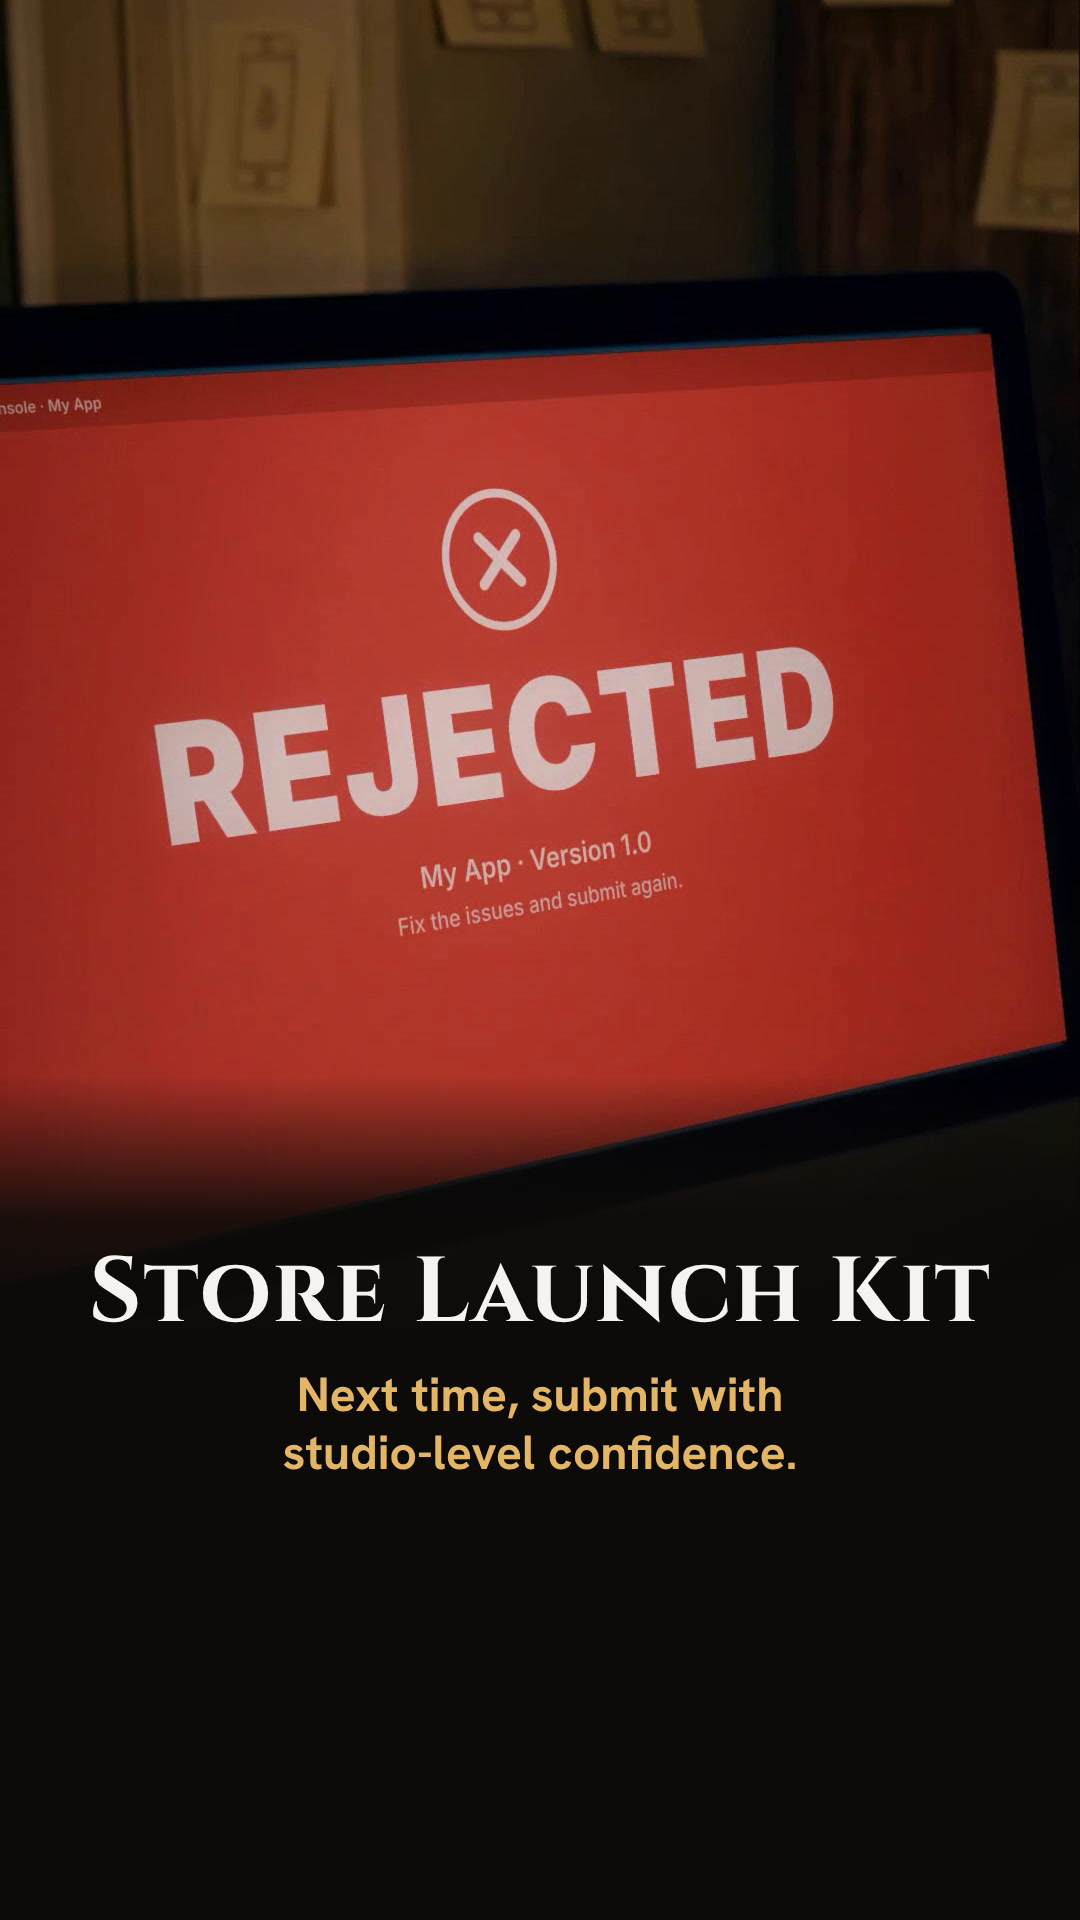 My App
REJECTED
My App · Version 1.0
Fix the issues and submit again.
STORE LAUNCH KIT
Next time, submit with
studio-level confidence.